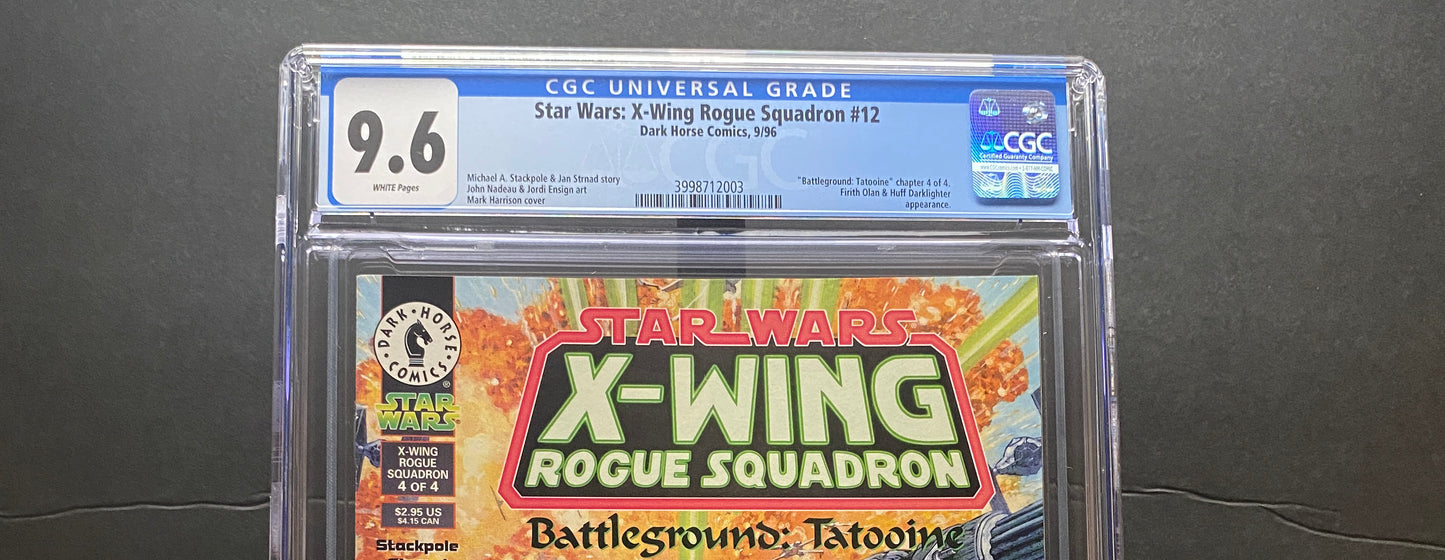 CGC UNIVERSAL GRADE
9.6
WHITE Pages
Star Wars: X-Wing Rogue Squadron #12
Dark Horse Comics, 9/96
Michael A. Stackpole & Jan Strnad story
John Nadeau & Jordi Ensign art
Mark Harrison cover
3998712003
"Battleground: Tatooine" chapter 4 of 4.
Firith Olan & Huff Darklighter
appearance.
CGC
CGC
Certified Guaranty Company
DARK HORSE COMICS
®
STAR
WARS
X-WING
ROGUE
SQUADRON
4 OF 4
$2.95 US
$4.15 CAN
Stackpole
STAR WARS
X-WING
ROGUE SQUADRON
Battleground: Tatooine